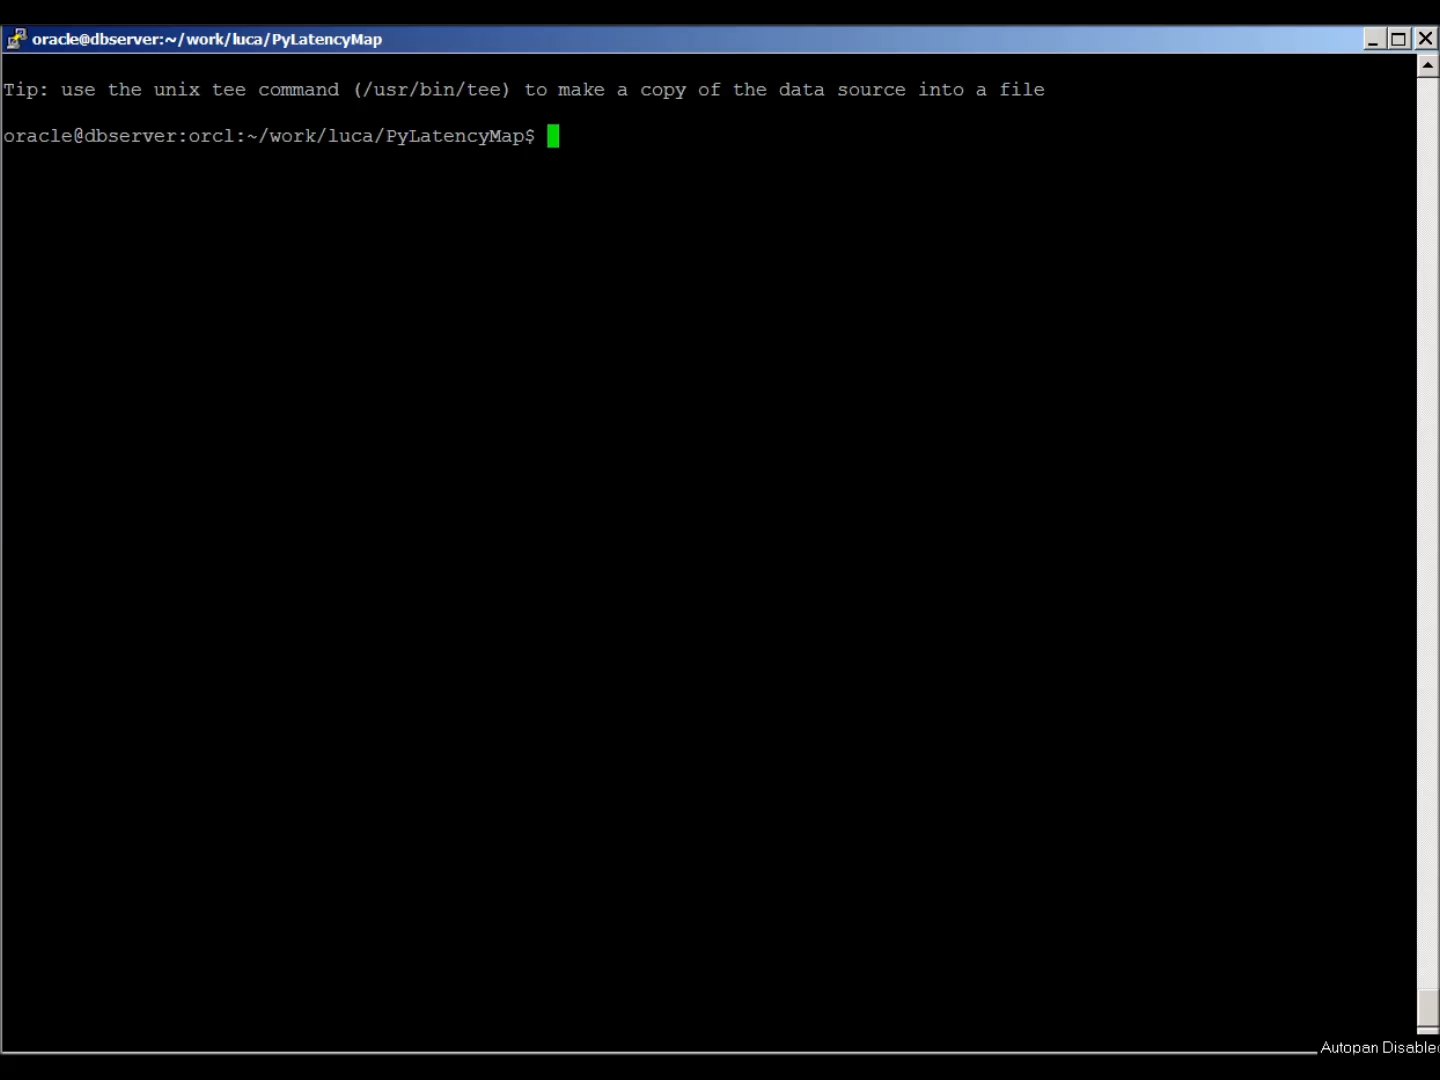 oracle@dbserver:~/work/luca/PyLatencyMap
Tip: use the unix tee command (/usr/bin/tee) to make a copy of the data source into a file
oracle@dbserver:orcl:~/work/luca/PyLatencyMap$
Autopan Disabled